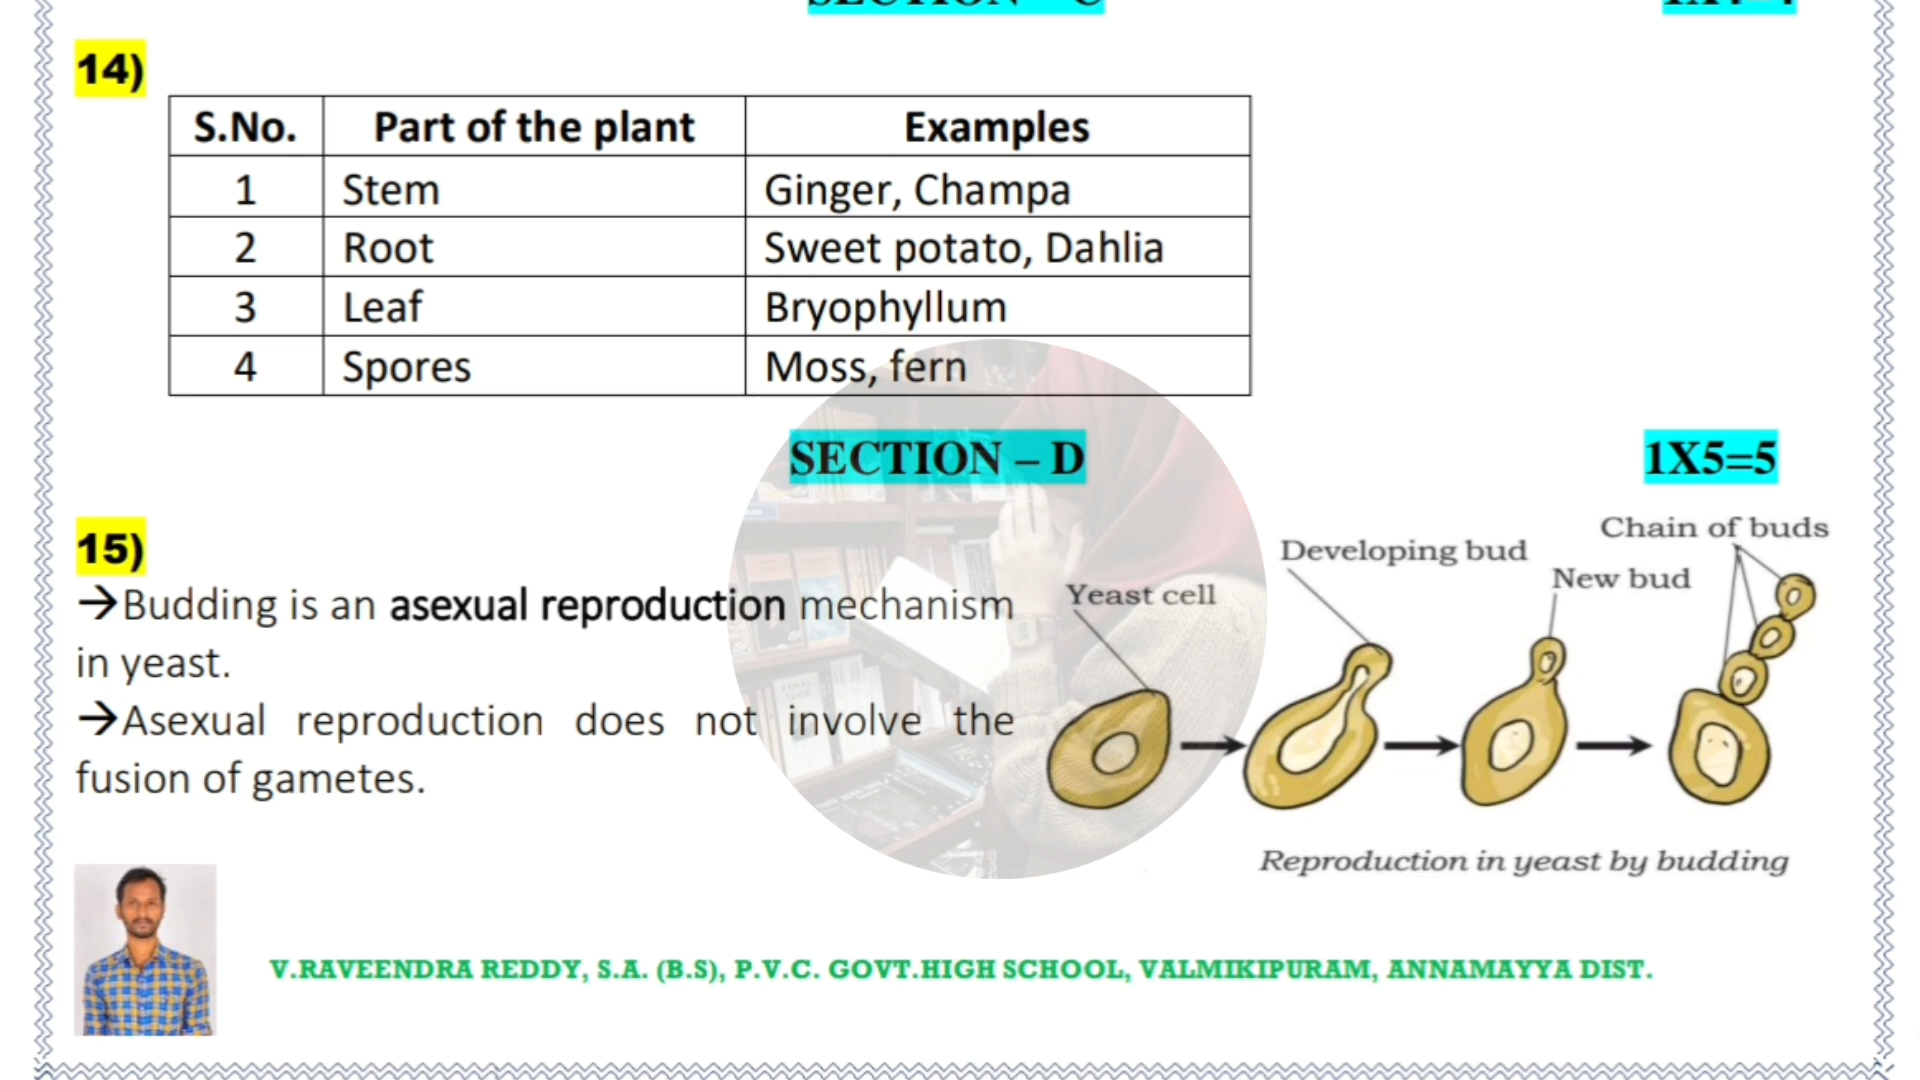 SECTION – C 1X4=4
14)
S.No. Part of the plant Examples
1 Stem Ginger, Champa
2 Root Sweet potato, Dahlia
3 Leaf Bryophyllum
4 Spores Moss, fern
SECTION – D 1X5=5
15)
→Budding is an asexual reproduction mechanism
in yeast.
→Asexual reproduction does not involve the
fusion of gametes.
Yeast cell
Developing bud
New bud
Chain of buds
Reproduction in yeast by budding
V.RAVEENDRA REDDY, S.A. (B.S), P.V.C. GOVT.HIGH SCHOOL, VALMIKIPURAM, ANNAMAYYA DIST.